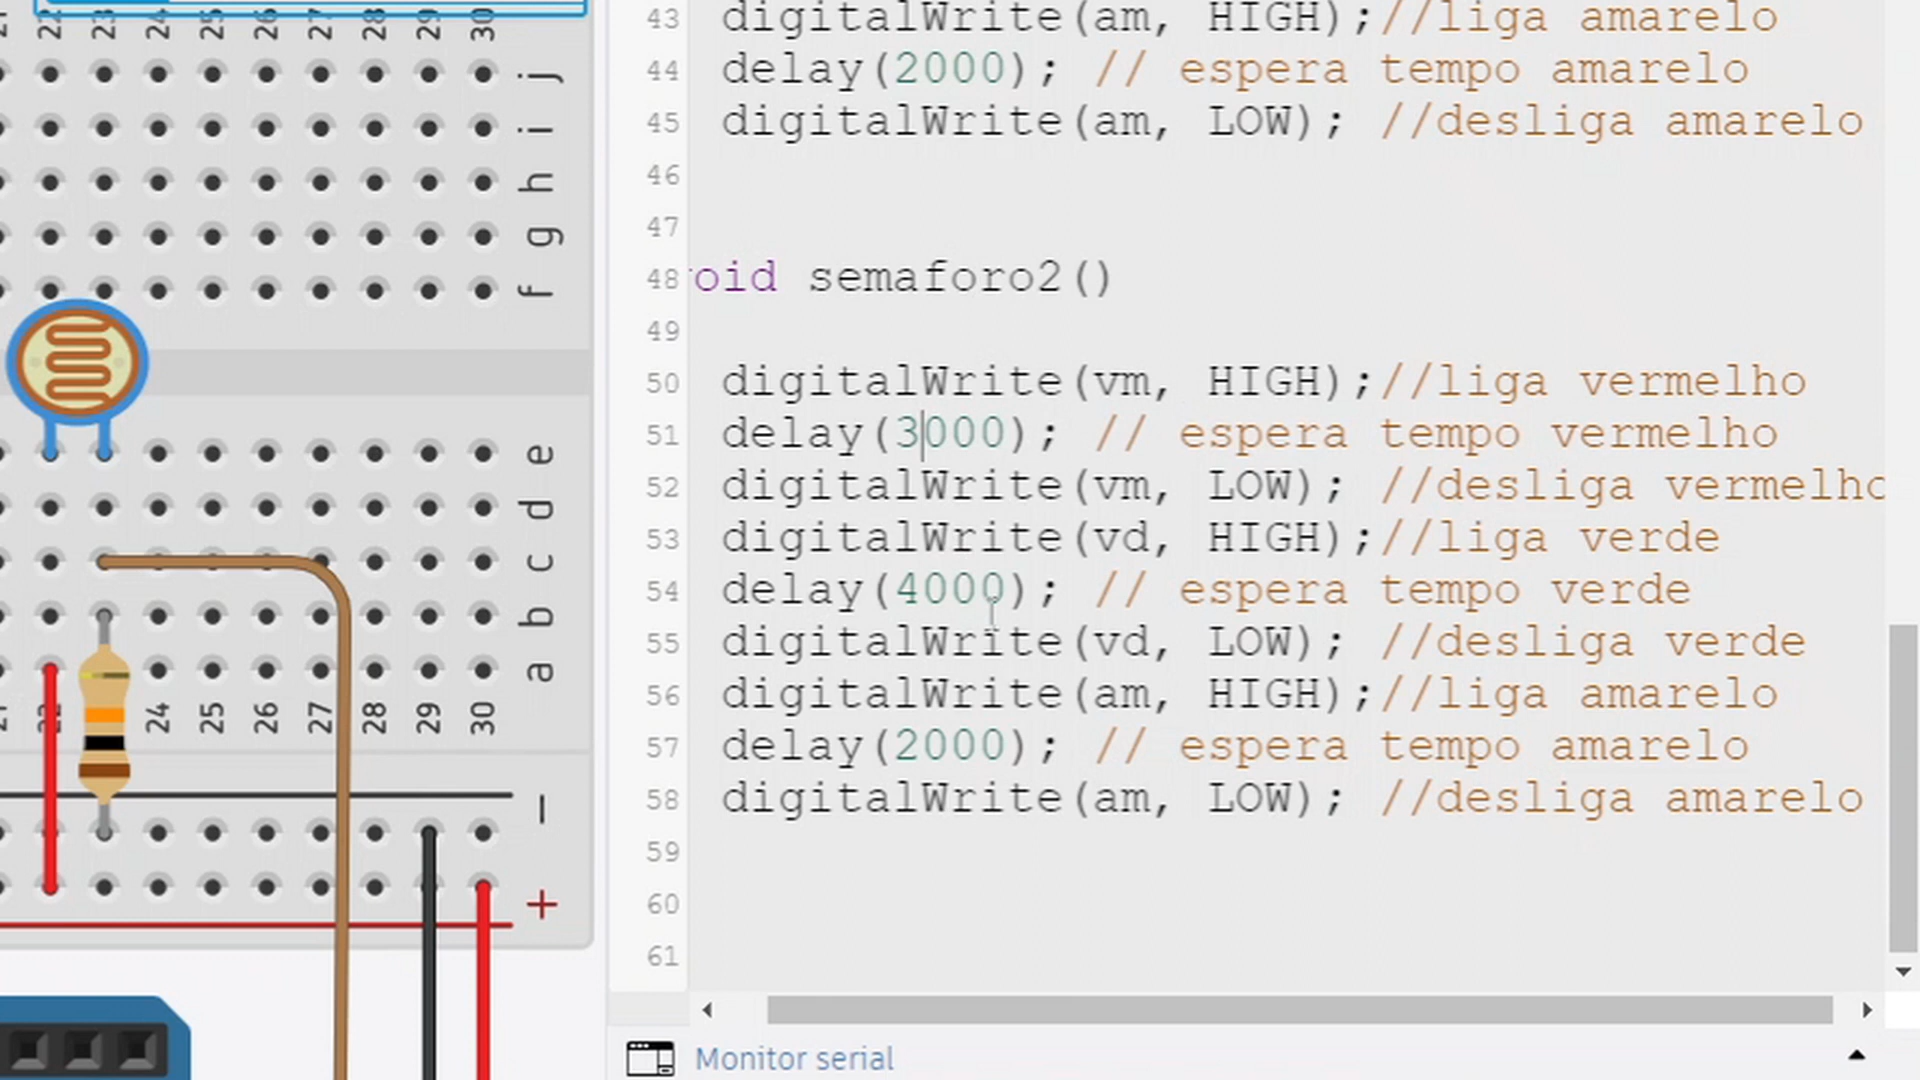 22 23 24 25 26 27 28 29 30
j
i
h
g
f
e
d
c
b
a
24 25 26 27 28 29 30
−
+
43 digitalWrite(am, HIGH);//liga amarelo
44 delay(2000); // espera tempo amarelo
45 digitalWrite(am, LOW); //desliga amarelo
46
47
48 oid semaforo2()
49
50 digitalWrite(vm, HIGH);//liga vermelho
51 delay(3000); // espera tempo vermelho
52 digitalWrite(vm, LOW); //desliga vermelho
53 digitalWrite(vd, HIGH);//liga verde
54 delay(4000); // espera tempo verde
55 digitalWrite(vd, LOW); //desliga verde
56 digitalWrite(am, HIGH);//liga amarelo
57 delay(2000); // espera tempo amarelo
58 digitalWrite(am, LOW); //desliga amarelo
59
60
61
Monitor serial